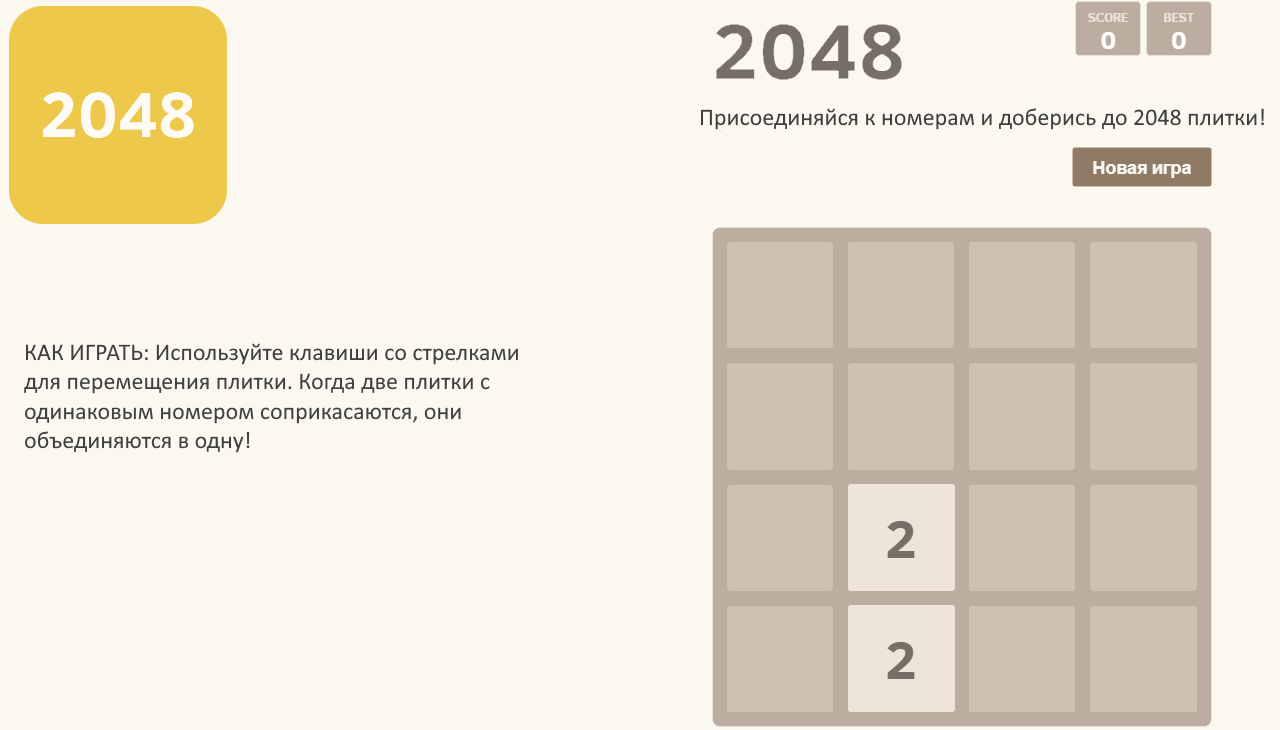 2048
2048
SCORE
0
BEST
0
Присоединяйся к номерам и доберись до 2048 плитки!
Новая игра
КАК ИГРАТЬ: Используйте клавиши со стрелками
для перемещения плитки. Когда две плитки с
одинаковым номером соприкасаются, они
объединяются в одну!
2
2